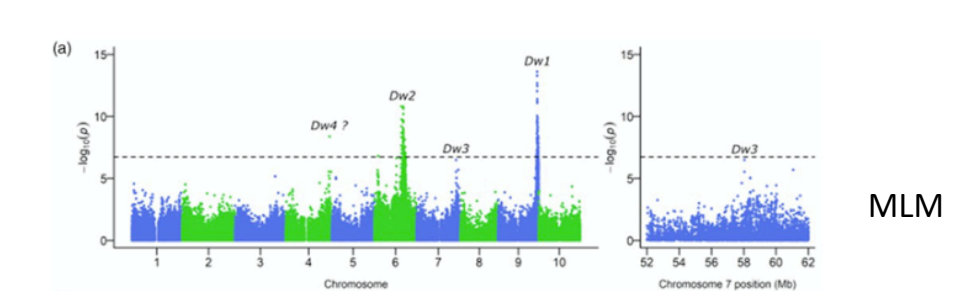 (a)
15
10
5
0
−log10(p)
Dw4 ?
Dw2
Dw3
Dw1
1 2 3 4 5 6 7 8 9 10
Chromosome
15
10
5
0
−log10(p)
Dw3
52 54 56 58 60 62
Chromosome 7 position (Mb)
MLM